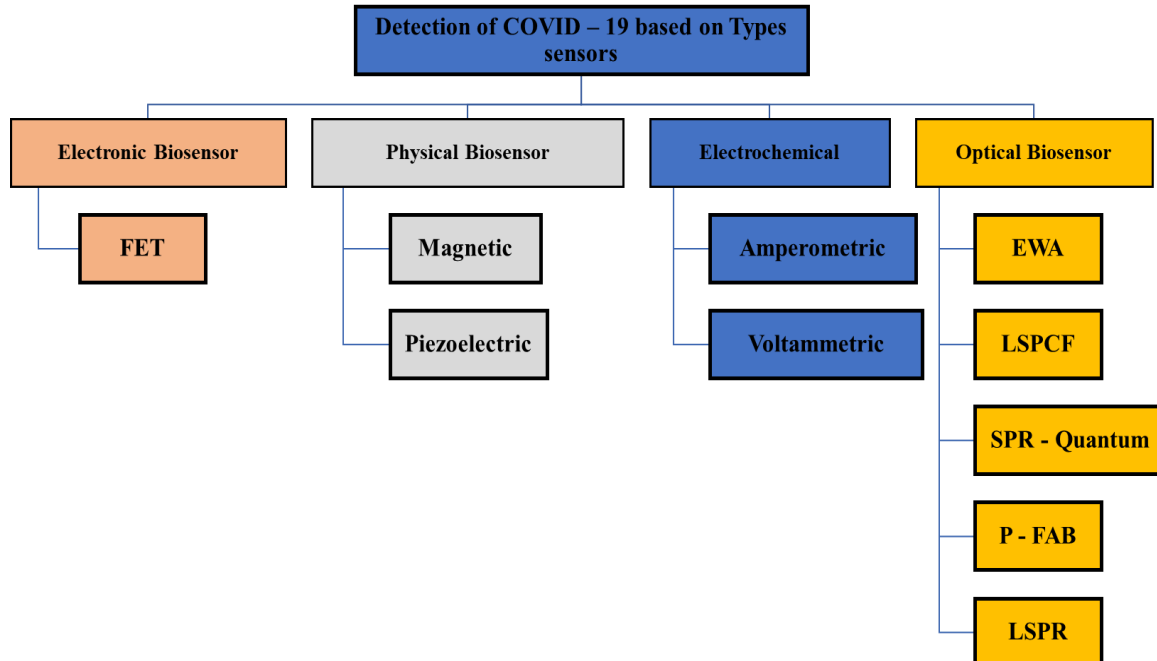 Detection of COVID – 19 based on Types
sensors
Electronic Biosensor
Physical Biosensor
Electrochemical
Optical Biosensor
FET
Magnetic
Piezoelectric
Amperometric
Voltammetric
EWA
LSPCF
SPR - Quantum
P - FAB
LSPR